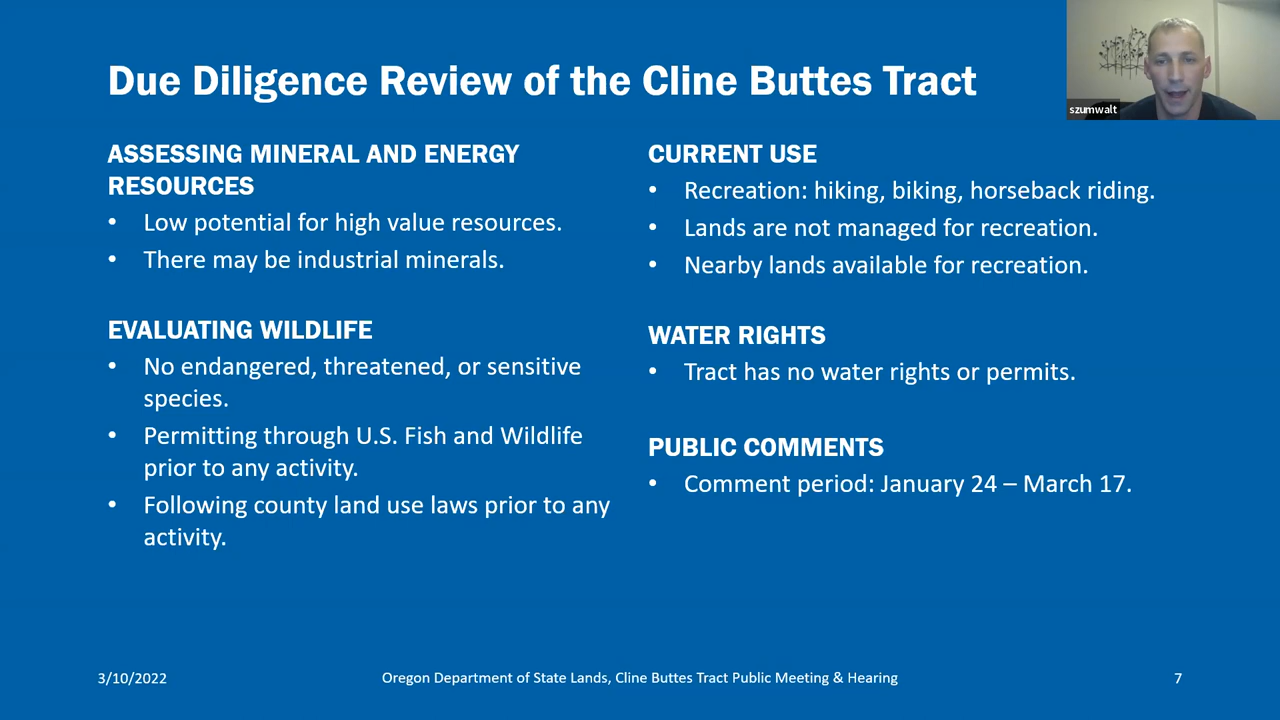 Due Diligence Review of the Cline Buttes Tract
szumwalt
ASSESSING MINERAL AND ENERGY
RESOURCES
• Low potential for high value resources.
• There may be industrial minerals.
EVALUATING WILDLIFE
• No endangered, threatened, or sensitive
species.
• Permitting through U.S. Fish and Wildlife
prior to any activity.
• Following county land use laws prior to any
activity.
CURRENT USE
• Recreation: hiking, biking, horseback riding.
• Lands are not managed for recreation.
• Nearby lands available for recreation.
WATER RIGHTS
• Tract has no water rights or permits.
PUBLIC COMMENTS
• Comment period: January 24 – March 17.
3/10/2022
Oregon Department of State Lands, Cline Buttes Tract Public Meeting & Hearing
7